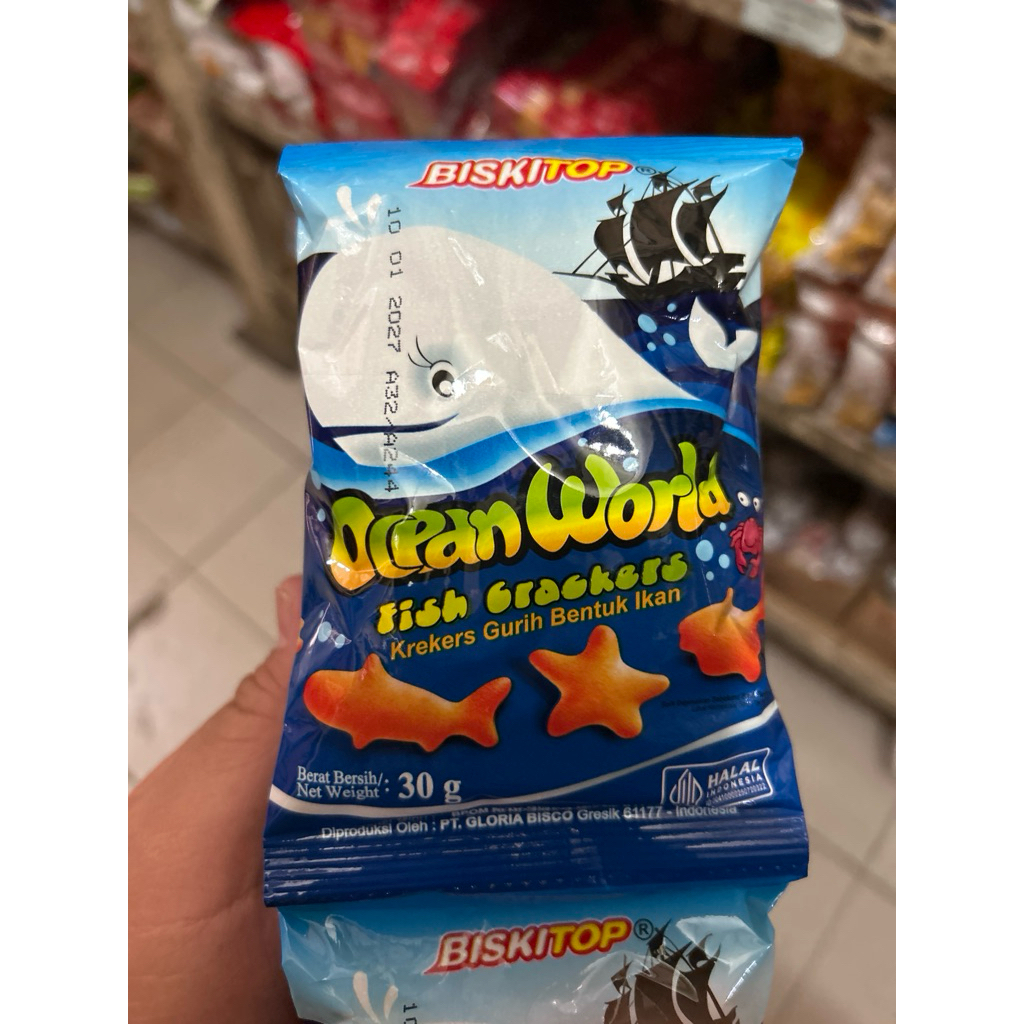 BISKITOP®
10 01 2027 A32/A244
Ocean World
Fish Crackers
Krekers Gurih Bentuk Ikan
Berat Bersih/
Net Weight : 30 g
HALAL
INDONESIA
Diproduksi Oleh : PT. GLORIA BISCO Gresik 61177 - Indonesia
BISKITOP®
10